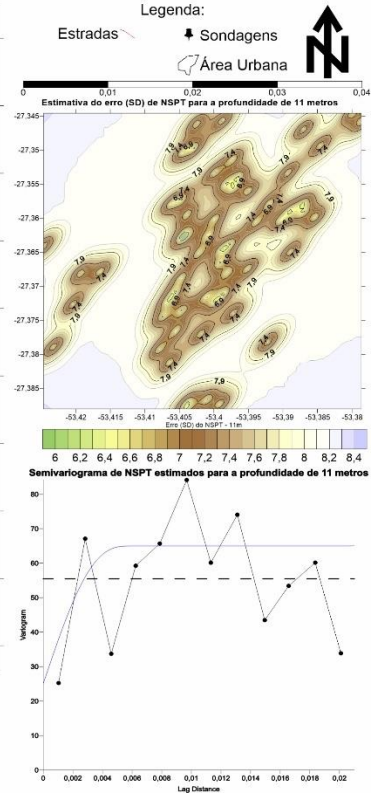 Legenda:
Estradas
Sondagens
Área Urbana
N
0 0,01 0,02 0,03 0,04
Estimativa do erro (SD) de NSPT para a profundidade de 11 metros
-27.345
-27.35
-27.355
-27.36
-27.365
-27.37
-27.375
-27.38
-27.385
-53.42 -53.415 -53.41 -53.405 -53.4 -53.395 -53.39 -53.385 -53.38
Erro (SD) do NSPT - 11m
6 6,2 6,4 6,6 6,8 7 7,2 7,4 7,6 7,8 8 8,2 8,4
Semivariograma de NSPT estimados para a profundidade de 11 metros
80
70
60
50
40
30
20
10
0
Variogram
0 0,002 0,004 0,006 0,008 0,01 0,012 0,014 0,016 0,018 0,02
Lag Distance